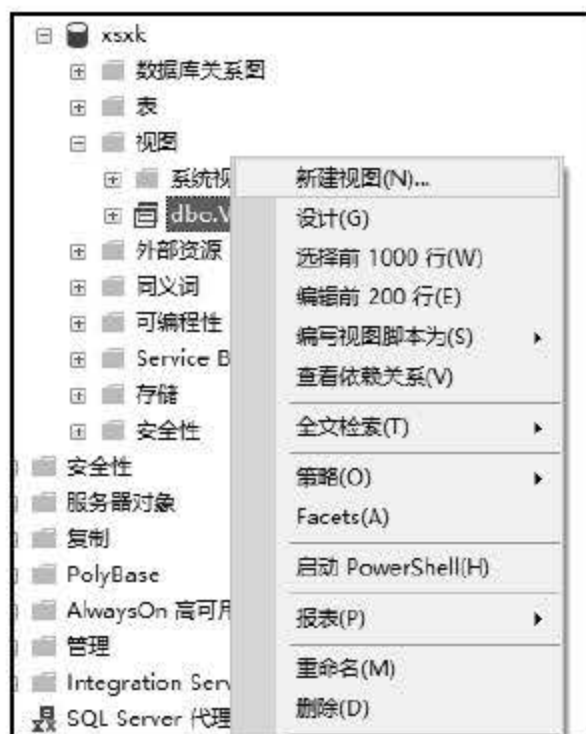 xsxk
数据库关系图
表
视图
系统视
dbo.V
外部资源
同义词
可编程性
Service B
存储
安全性
安全性
服务器对象
复制
PolyBase
AlwaysOn 高可用
管理
Integration Serv
SQL Server 代理
新建视图(N)...
设计(G)
选择前 1000 行(W)
编辑前 200 行(E)
编写视图脚本为(S)
查看依赖关系(V)
全文检索(T)
策略(O)
Facets(A)
启动 PowerShell(H)
报表(P)
重命名(M)
删除(D)